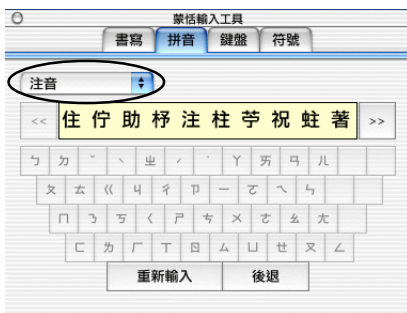 蒙恬輸入工具
書寫 拼音 鍵盤 符號
注音
<< 住 佇 助 杼 注 柱 苧 祝 蛀 著 >>
ㄅ ㄉ ˇ ˋ ㄓ ˊ ˙ ㄚ ㄞ ㄢ ㄦ
ㄆ ㄊ ㄍ ㄐ ㄔ ㄗ ㄧ ㄛ ㄟ ㄣ
ㄇ ㄋ ㄎ ㄑ ㄕ ㄘ ㄨ ㄜ ㄠ ㄤ
ㄈ ㄌ ㄏ ㄒ ㄖ ㄙ ㄩ ㄝ ㄡ ㄥ
重新輸入 後退